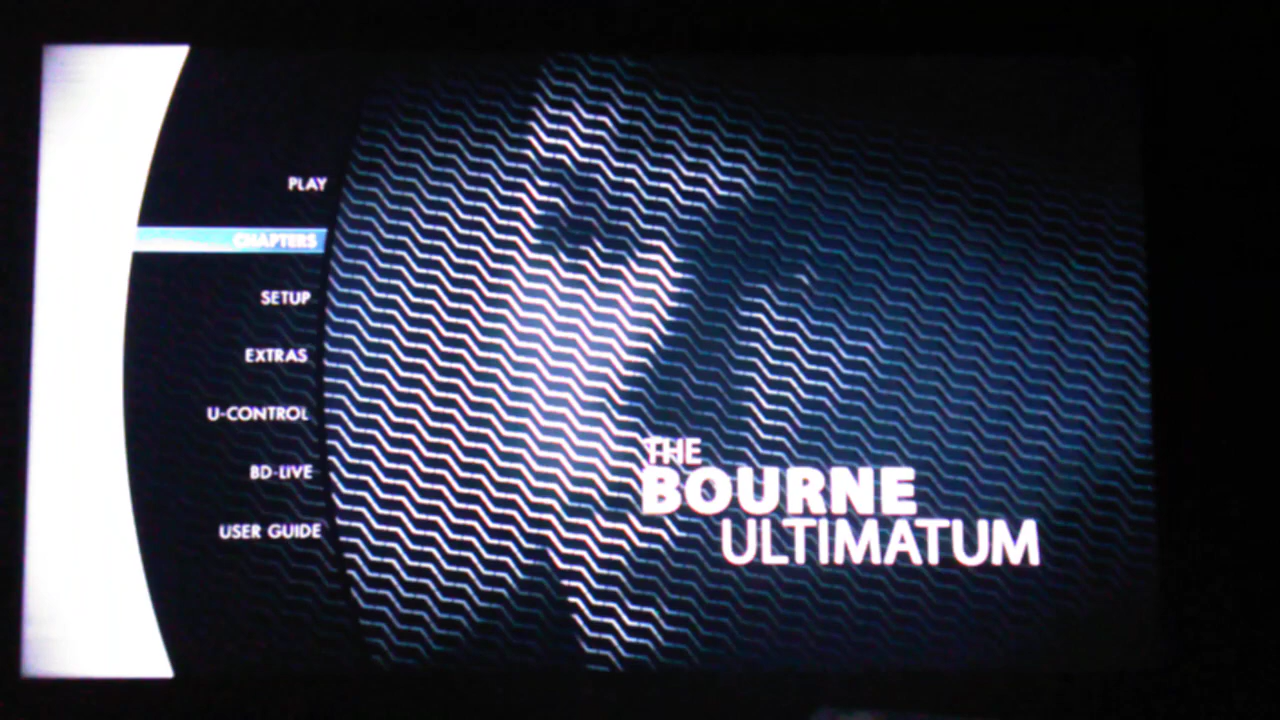 PLAY
CHAPTERS
SETUP
EXTRAS
U-CONTROL
BD-LIVE
USER GUIDE
THE
BOURNE
ULTIMATUM